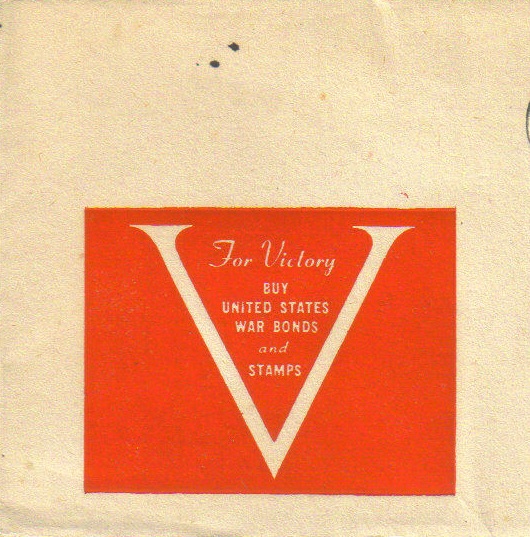 V
For Victory
BUY
UNITED STATES
WAR BONDS
and
STAMPS